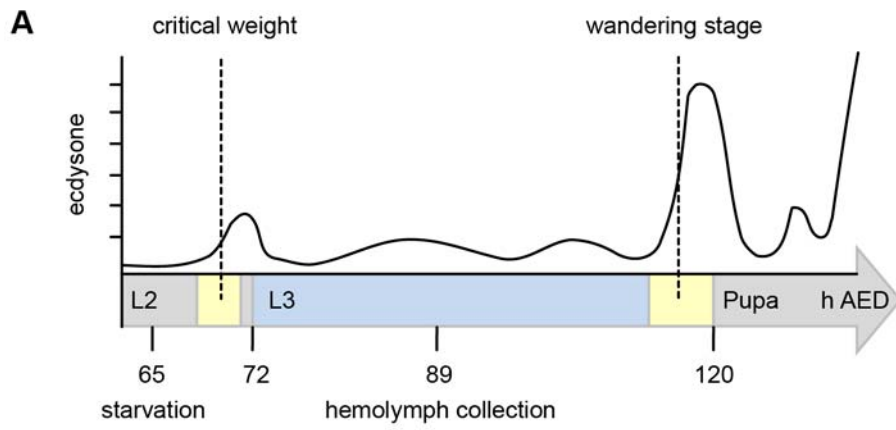 A
critical weight
wandering stage
ecdysone
L2
L3
Pupa
h AED
65
72
89
120
starvation
hemolymph collection